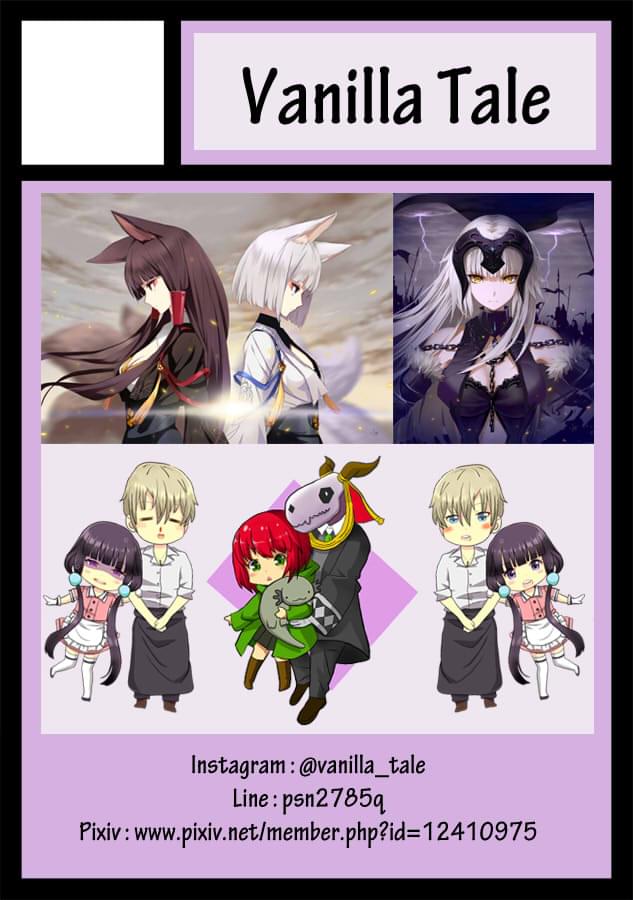 Vanilla Tale
Instagram : @vanilla_tale
Line : psn2785q
Pixiv : www.pixiv.net/member.php?id=12410975